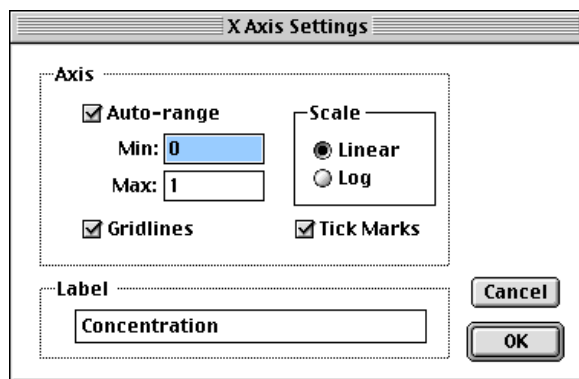 X Axis Settings
Axis
Auto-range
Scale
Min: 0
Linear
Max: 1
Log
Gridlines
Tick Marks
Label
Cancel
Concentration
OK